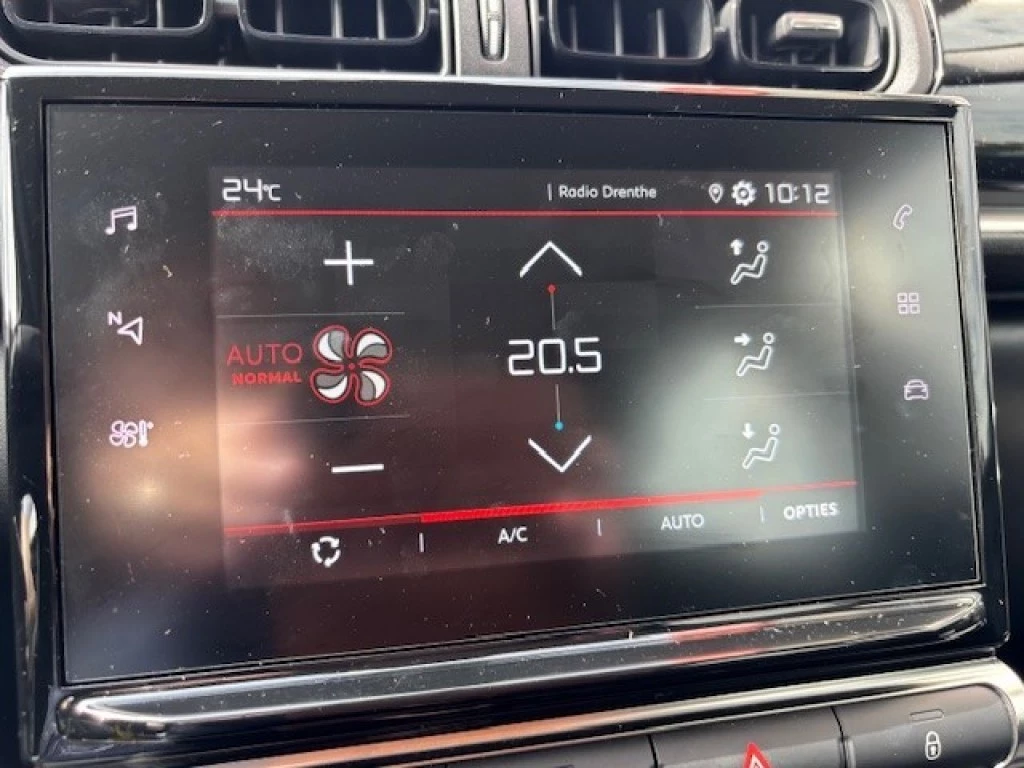 24°C | Radio Drenthe 10:12
N
AUTO
NORMAL
20.5
A/C | AUTO | OPTIES